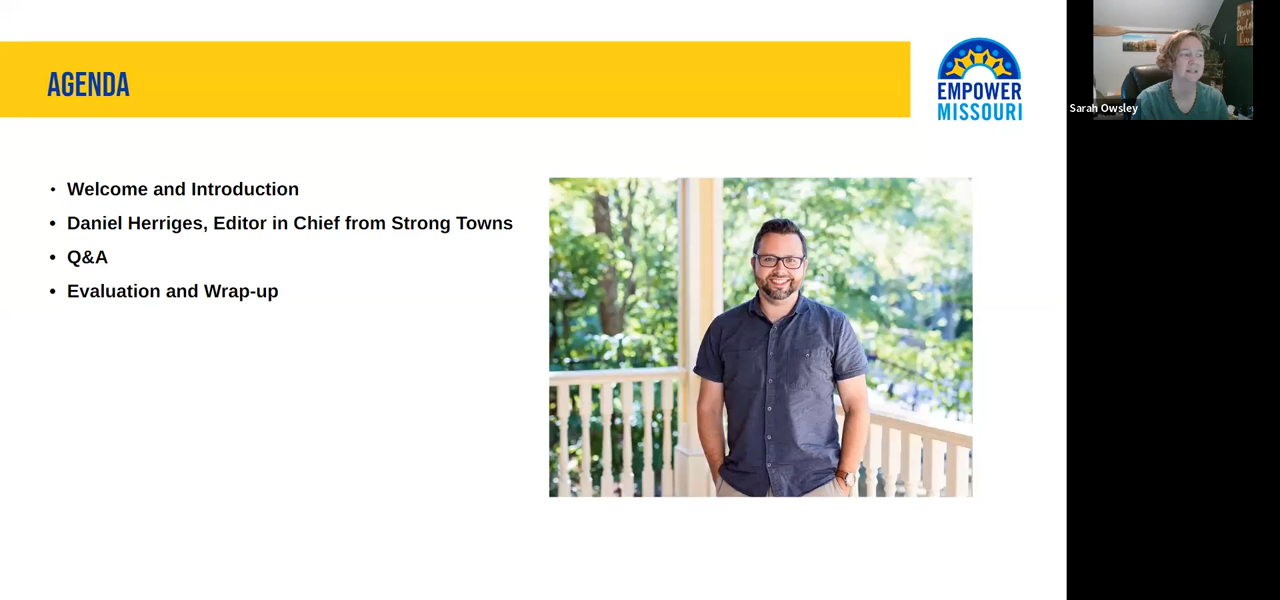 AGENDA
EMPOWER
MISSOURI
Sarah Owsley
• Welcome and Introduction
• Daniel Herriges, Editor in Chief from Strong Towns
• Q&A
• Evaluation and Wrap-up